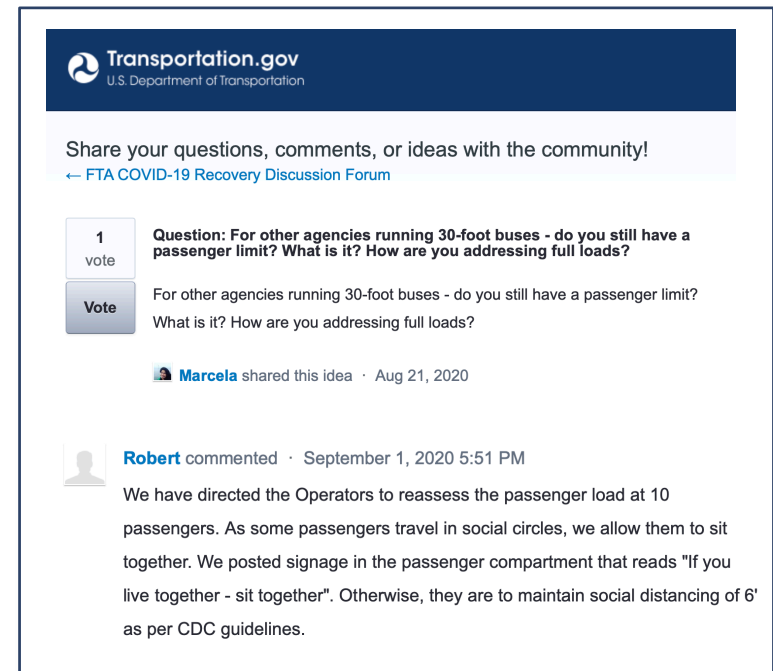 Transportation.gov
U.S. Department of Transportation
Share your questions, comments, or ideas with the community!
← FTA COVID-19 Recovery Discussion Forum
1
vote
Vote
Question: For other agencies running 30-foot buses - do you still have a
passenger limit? What is it? How are you addressing full loads?
For other agencies running 30-foot buses - do you still have a passenger limit?
What is it? How are you addressing full loads?
Marcela shared this idea · Aug 21, 2020
Robert commented · September 1, 2020 5:51 PM
We have directed the Operators to reassess the passenger load at 10
passengers. As some passengers travel in social circles, we allow them to sit
together. We posted signage in the passenger compartment that reads "If you
live together - sit together". Otherwise, they are to maintain social distancing of 6'
as per CDC guidelines.